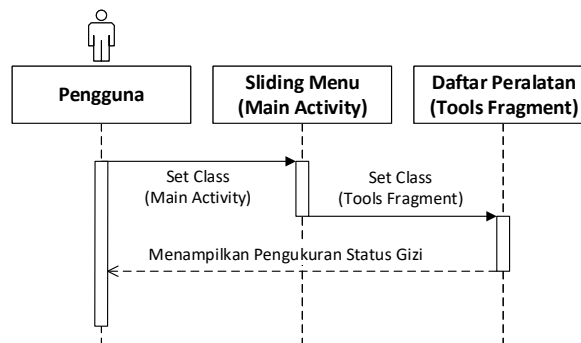 Pengguna
Sliding Menu
(Main Activity)
Daftar Peralatan
(Tools Fragment)
Set Class
(Main Activity)
Set Class
(Tools Fragment)
Menampilkan Pengukuran Status Gizi